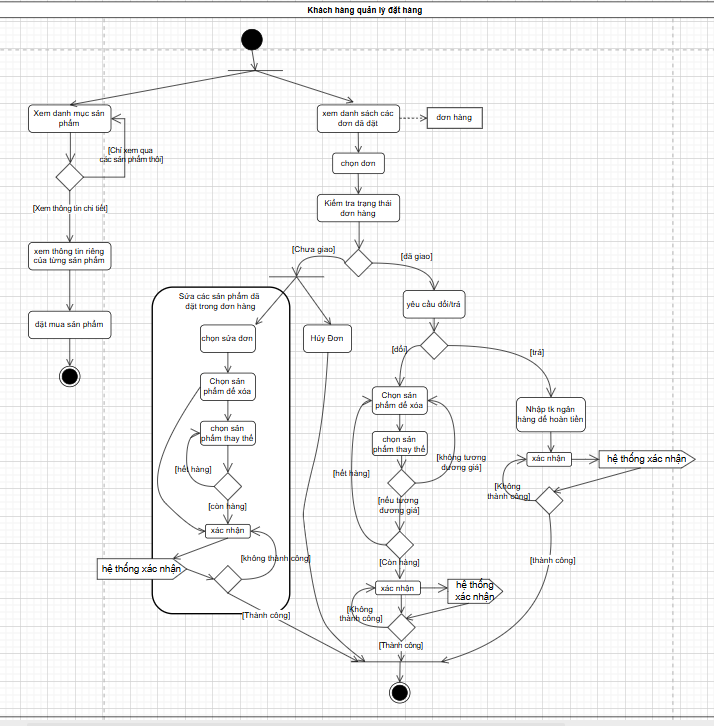 Khách hàng quản lý đặt hàng
Xem danh mục sản
phẩm
[Chỉ xem qua
các sản phẩm thôi]
[Xem thông tin chi tiết]
xem thông tin riêng
của từng sản phẩm
đặt mua sản phẩm
xem danh sách các
đơn đã đặt
đơn hàng
chọn đơn
Kiểm tra trạng thái
đơn hàng
[Chưa giao]
[đã giao]
Sửa các sản phẩm đã
đặt trong đơn hàng
chọn sửa đơn
Chọn sản
phẩm để xóa
chọn sản
phẩm thay thế
[hết hàng]
[còn hàng]
xác nhận
hệ thống xác nhận
[không thành công]
[Thành công]
Hủy Đơn
yêu cầu đổi/trả
[đổi]
[trả]
Chọn sản
phẩm để xóa
chọn sản
phẩm thay thế
[không tương
đương giá]
[hết hàng]
[nếu tương
đương giá]
[Còn hàng]
xác nhận
hệ thống
xác nhận
[Không
thành công]
[Thành công]
Nhập tk ngân
hàng để hoàn tiền
xác nhận
hệ thống xác nhận
[Không
thành công]
[thành công]